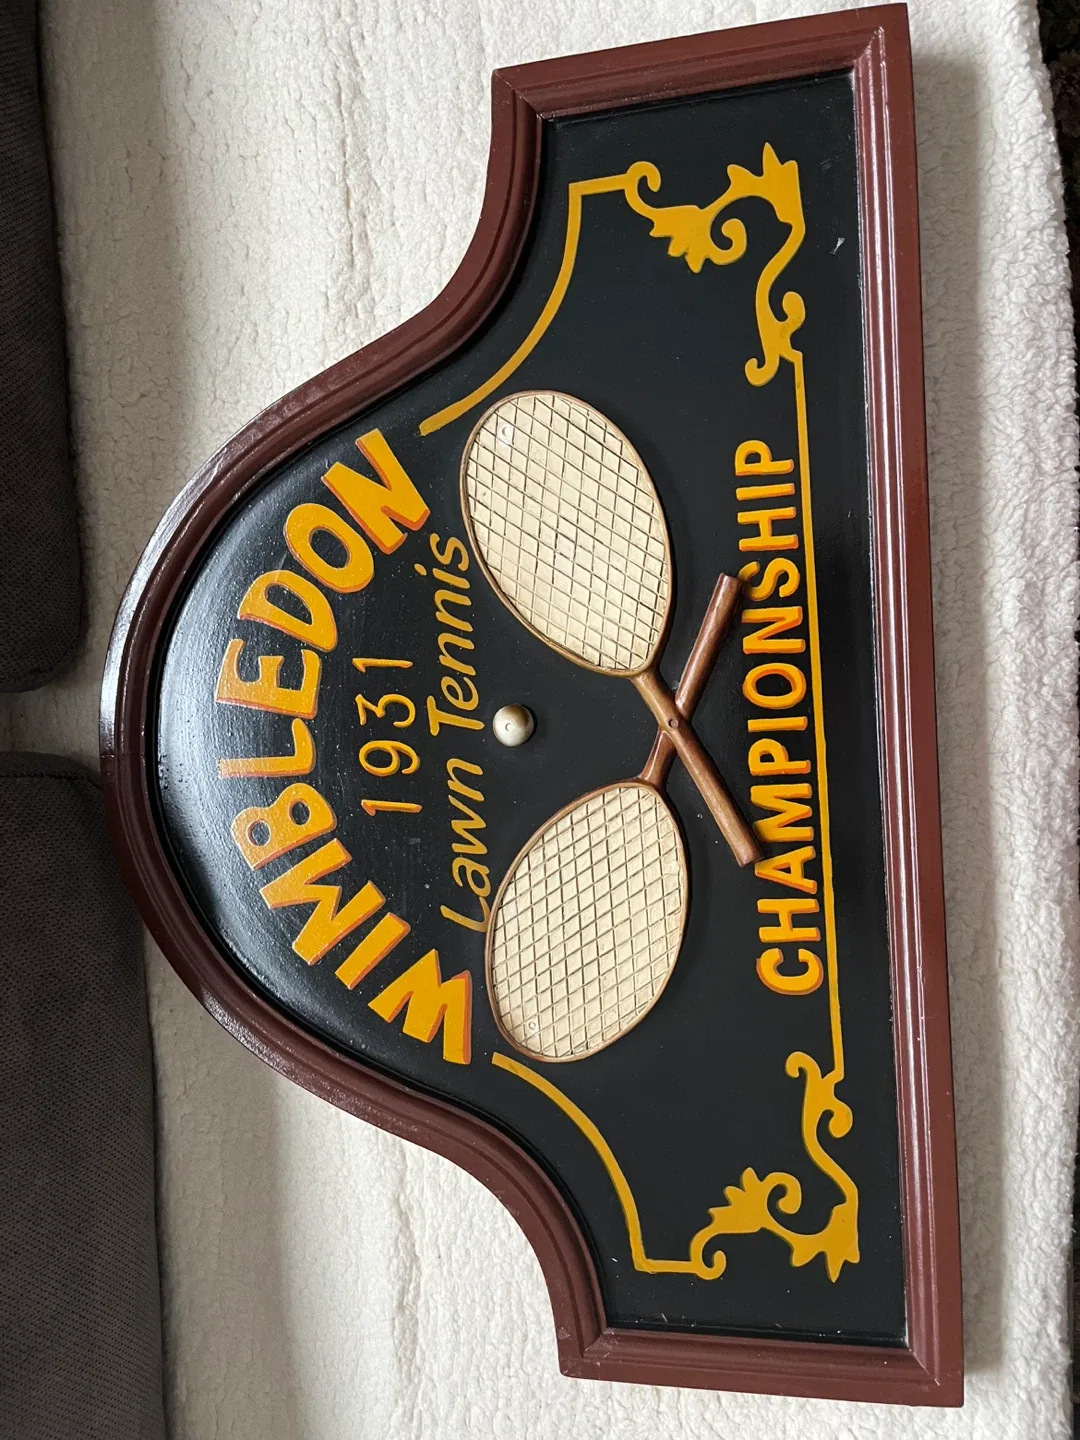 WIMBLEDON
1931
Lawn Tennis
CHAMPIONSHIP